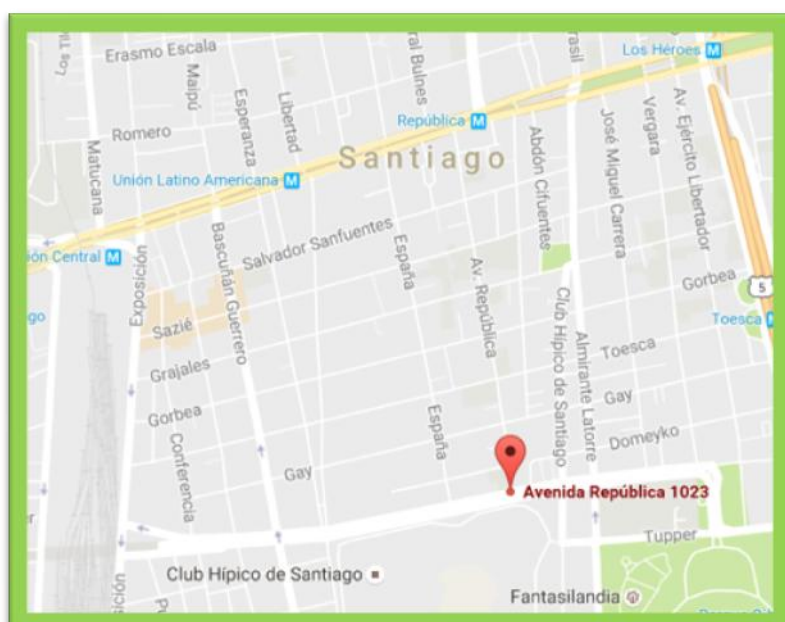 Erasmo Escala
Los Héroes M
Maipú
Esperanza
Libertad
Matucana
Romero
República M
Santiago
Unión Latino Americana M
Abdón Cifuentes
José Miguel Carrera
Vergara
Av. Ejército Libertador
Exposición
Bascuñán Guerrero
Salvador Sanfuentes
España
Av. República
Gorbea
5
Toesca
Sazié
Grajales
Gorbea
Conferencia
Club Hípico de Santiago
Almirante Latorre
Toesca
Gay
Domeyko
España
Gay
Avenida República 1023
Tupper
Club Hípico de Santiago
Fantasilandia